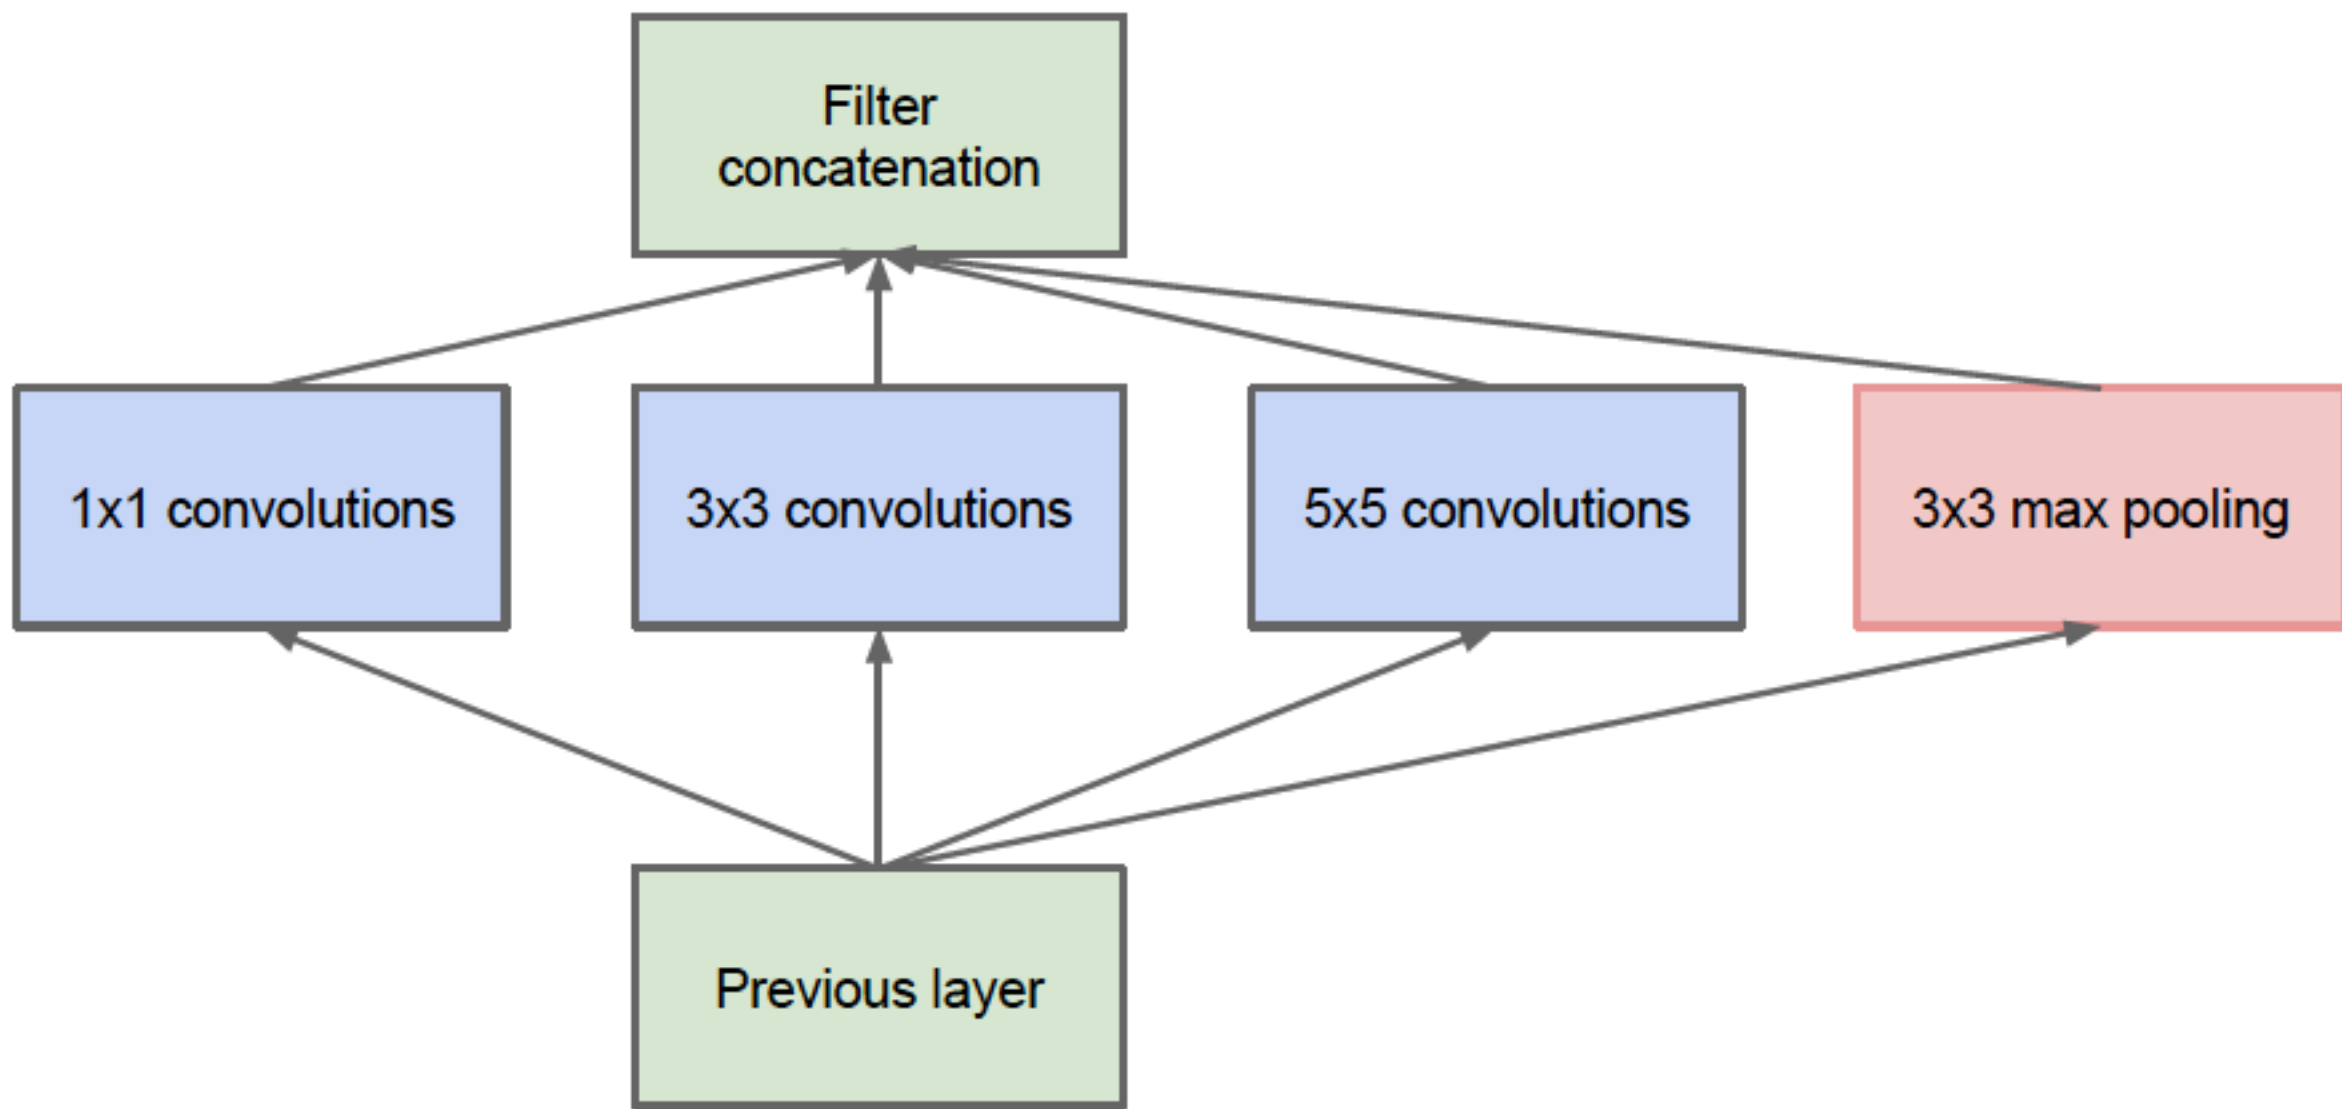 Filter
concatenation
1x1 convolutions
3x3 convolutions
5x5 convolutions
3x3 max pooling
Previous layer